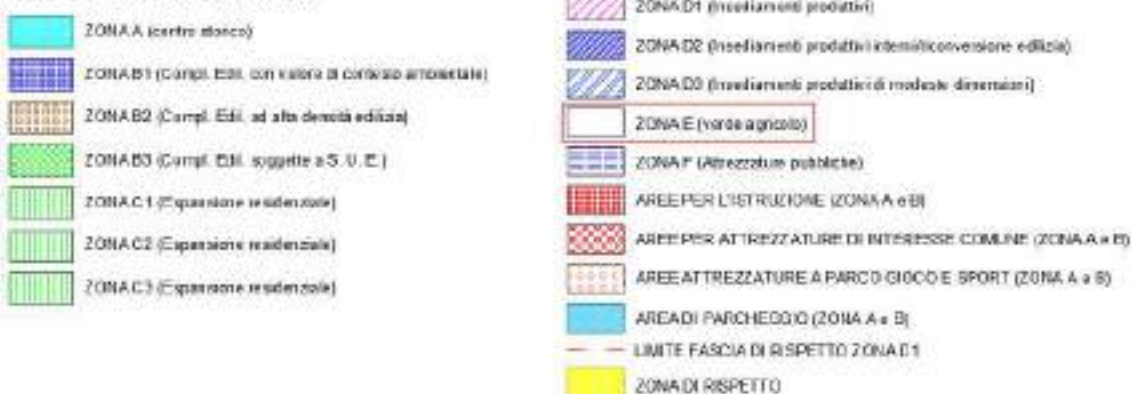 ZONA A (centro storico)
ZONA B1 (Compl. Edil. con valore di contesto ambientale)
ZONA B2 (Compl. Edil. ad alta densità edilizia)
ZONA B3 (Compl. Edil. soggette a S. U. E.)
ZONA C1 (Espansione residenziale)
ZONA C2 (Espansione residenziale)
ZONA C3 (Espansione residenziale)
ZONA D1 (Insediamenti produttivi)
ZONA D2 (Insediamenti produttivi interni/riconversione edilizia)
ZONA D3 (Insediamenti produttivi di modeste dimensioni)
ZONA E (verde agricolo)
ZONA F (Attrezzature pubbliche)
AREE PER L'ISTRUZIONE (ZONA A e B)
AREE PER ATTREZZATURE DI INTERESSE COMUNE (ZONA A e B)
AREE ATTREZZATURE A PARCO GIOCO E SPORT (ZONA A e B)
AREA DI PARCHEGGIO (ZONA A e B)
LIMITE FASCIA DI RISPETTO ZONA D1
ZONA DI RISPETTO